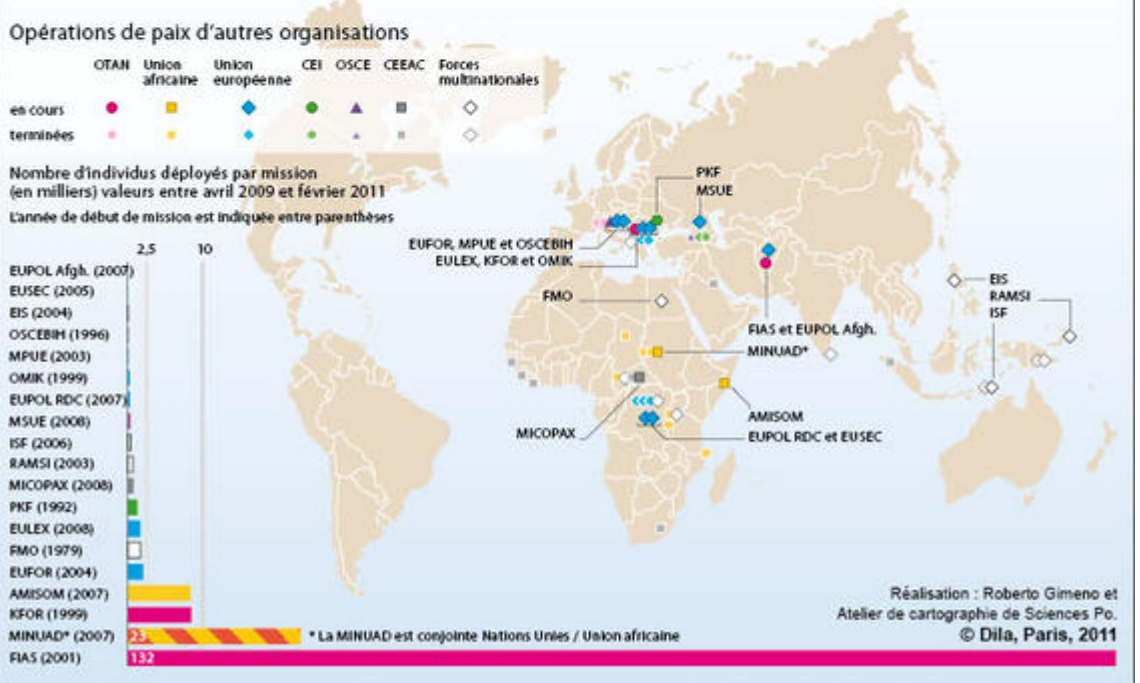 Opérations de paix d'autres organisations
OTAN Union africaine Union européenne CEI OSCE CEEAC Forces multinationales
en cours
terminées
Nombre d'individus déployés par mission
(en milliers) valeurs entre avril 2009 et février 2011
L'année de début de mission est indiquée entre parenthèses
2,5 10
EUPOL Afgh. (2007)
EUSEC (2005)
EIS (2004)
OSCEBIH (1996)
MPUE (2003)
OMIK (1999)
EUPOL RDC (2007)
MSUE (2008)
ISF (2006)
RAMSI (2003)
MICOPAX (2008)
PKF (1992)
EULEX (2008)
FMO (1979)
EUFOR (2004)
AMISOM (2007)
KFOR (1999)
MINUAD* (2007) 23 * La MINUAD est conjointe Nations Unies / Union africaine
FIAS (2001) 132
PKF
MSUE
EUFOR, MPUE et OSCEBIH
EULEX, KFOR et OMIK
FMO
FIAS et EUPOL Afgh.
MINUAD*
EIS
RAMSI
ISF
AMISOM
MICOPAX
EUPOL RDC et EUSEC
Réalisation : Roberto Gimeno et
Atelier de cartographie de Sciences Po.
© Dila, Paris, 2011